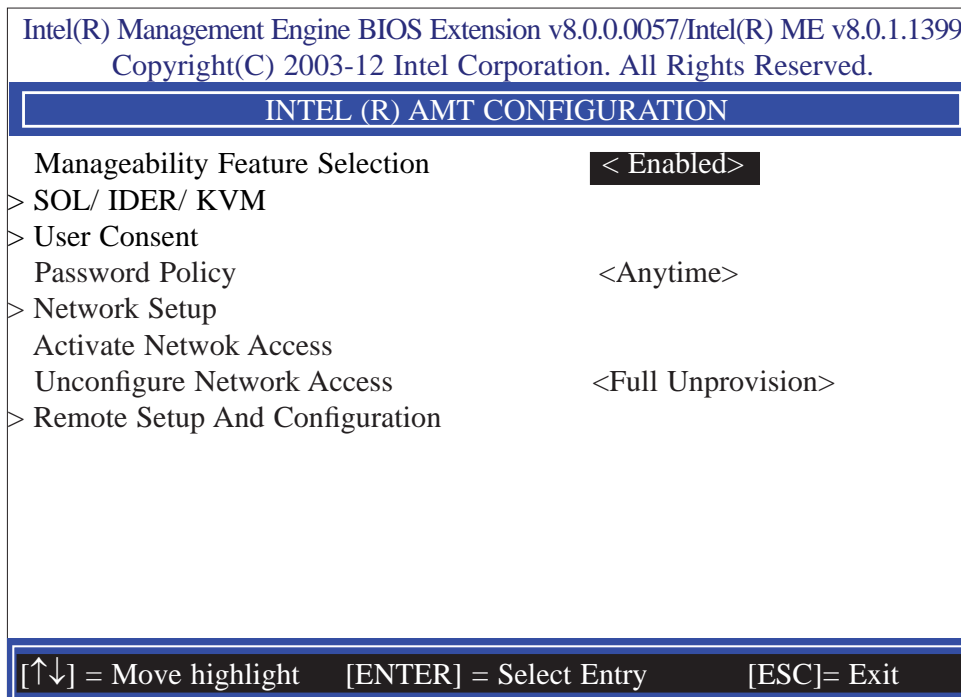 Intel(R) Management Engine BIOS Extension v8.0.0.0057/Intel(R) ME v8.0.1.1399
Copyright(C) 2003-12 Intel Corporation. All Rights Reserved.
INTEL (R) AMT CONFIGURATION
Manageability Feature Selection < Enabled>
> SOL/ IDER/ KVM
> User Consent
Password Policy <Anytime>
> Network Setup
Activate Netwok Access
Unconfigure Network Access <Full Unprovision>
> Remote Setup And Configuration
[↑↓] = Move highlight [ENTER] = Select Entry [ESC]= Exit